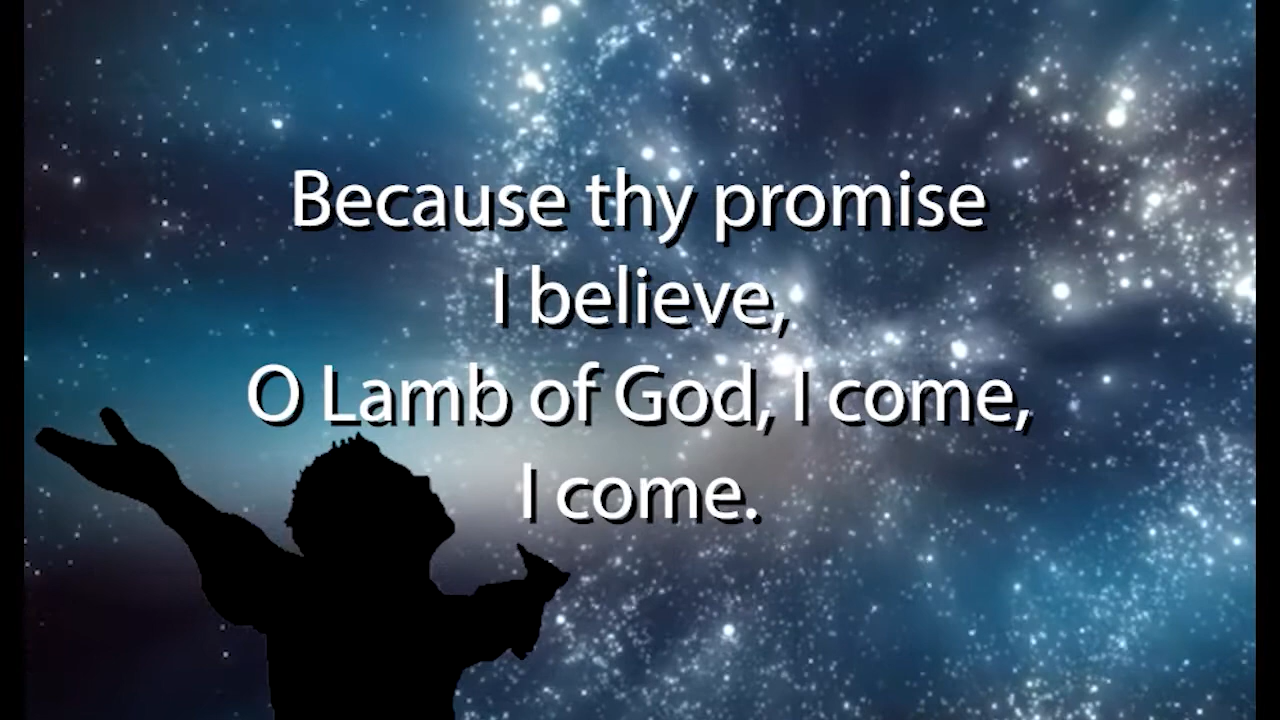 Because thy promise
I believe,
O Lamb of God, I come,
I come.